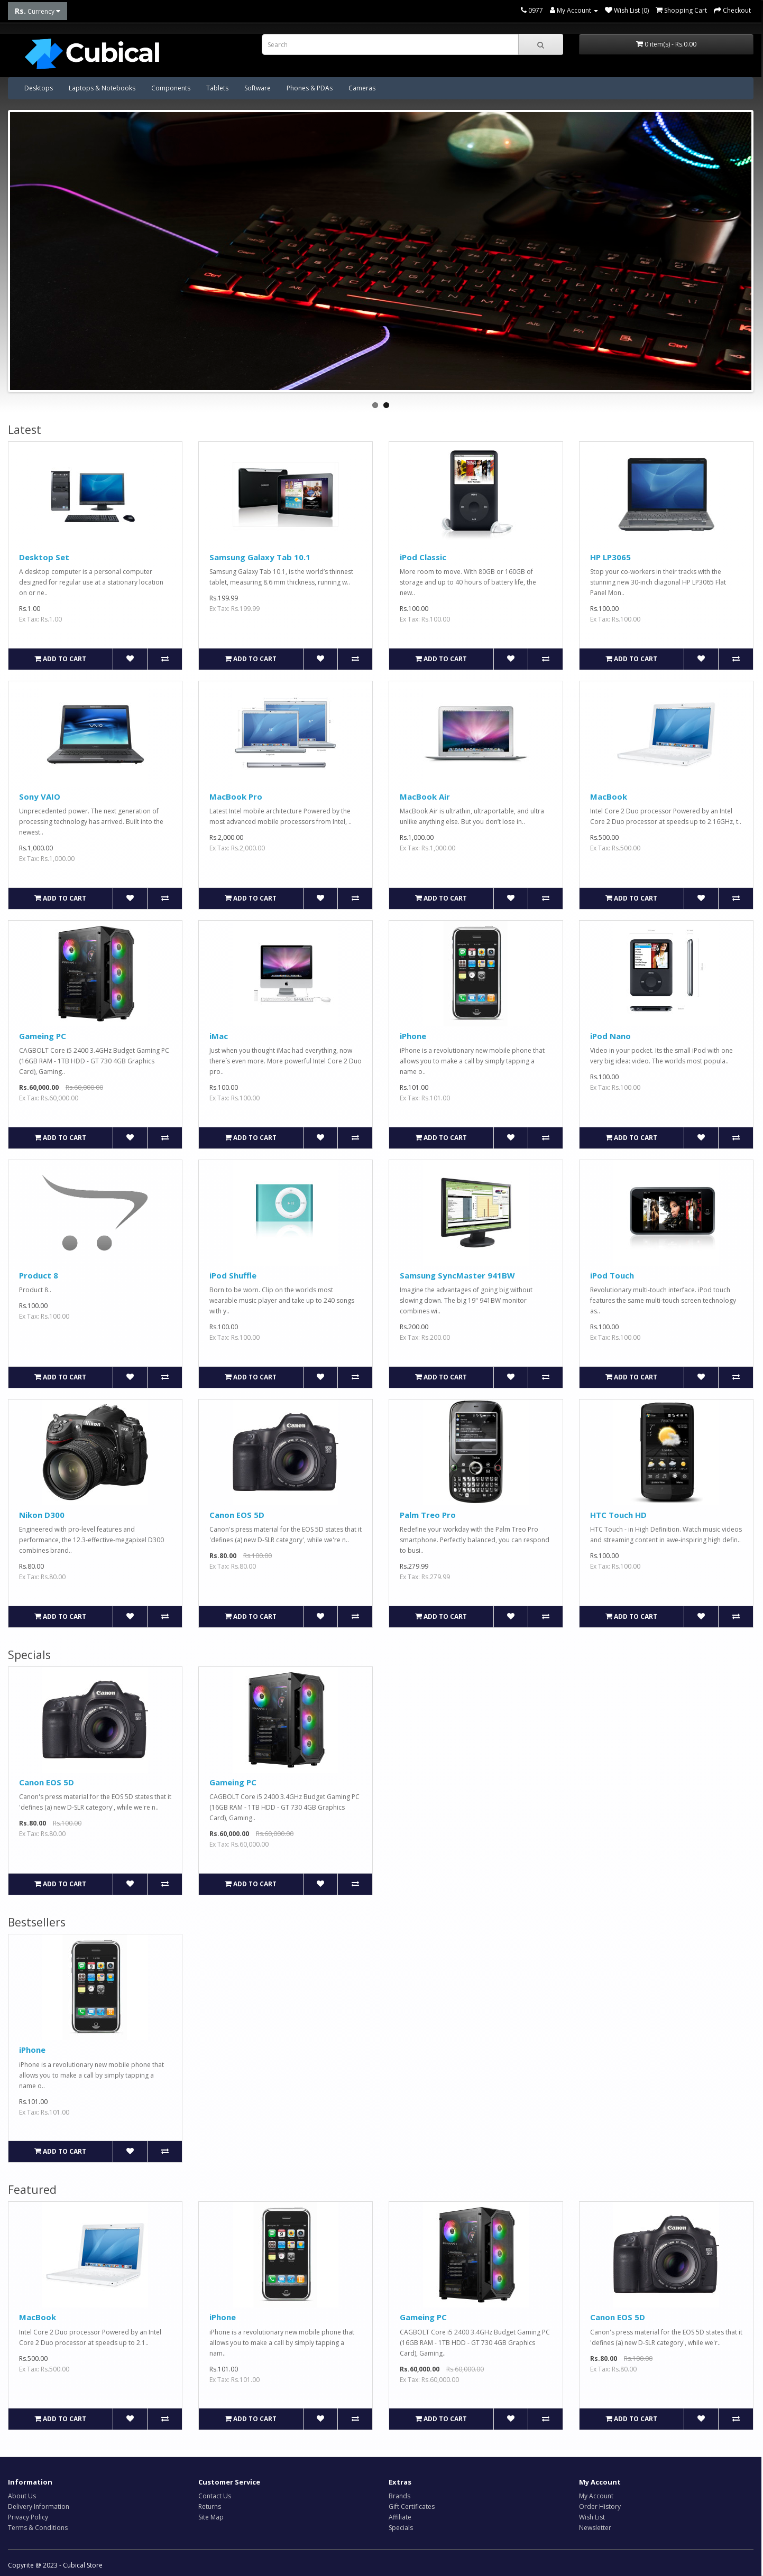 Rs. Currency
0977 My Account Wish List (0) Shopping Cart Checkout
Cubical
Search
0 item(s) - Rs.0.00
Desktops Laptops & Notebooks Components Tablets Software Phones & PDAs Cameras
Latest
Desktop Set
A desktop computer is a personal computer
designed for regular use at a stationary location
on or ne..
Rs.1.00
Ex Tax: Rs.1.00
ADD TO CART
Samsung Galaxy Tab 10.1
Samsung Galaxy Tab 10.1, is the world's thinnest
tablet, measuring 8.6 mm thickness, running w..
Rs.199.99
Ex Tax: Rs.199.99
ADD TO CART
iPod Classic
More room to move. With 80GB or 160GB of
storage and up to 40 hours of battery life, the
new..
Rs.100.00
Ex Tax: Rs.100.00
ADD TO CART
HP LP3065
Stop your co-workers in their tracks with the
stunning new 30-inch diagonal HP LP3065 Flat
Panel Mon..
Rs.100.00
Ex Tax: Rs.100.00
ADD TO CART
Sony VAIO
Unprecedented power. The next generation of
processing technology has arrived. Built into the
newest..
Rs.1,000.00
Ex Tax: Rs.1,000.00
ADD TO CART
MacBook Pro
Latest Intel mobile architecture Powered by the
most advanced mobile processors from Intel, ..
Rs.2,000.00
Ex Tax: Rs.2,000.00
ADD TO CART
MacBook Air
MacBook Air is ultrathin, ultraportable, and ultra
unlike anything else. But you don't lose in..
Rs.1,000.00
Ex Tax: Rs.1,000.00
ADD TO CART
MacBook
Intel Core 2 Duo processor Powered by an Intel
Core 2 Duo processor at speeds up to 2.16GHz, t..
Rs.500.00
Ex Tax: Rs.500.00
ADD TO CART
Gameing PC
CAGBOLT Core i5 2400 3.4GHz Budget Gaming PC
(16GB RAM - 1TB HDD - GT 730 4GB Graphics
Card), Gaming..
Rs.60,000.00 Rs.60,000.00
Ex Tax: Rs.60,000.00
ADD TO CART
iMac
Just when you thought iMac had everything, now
there´s even more. More powerful Intel Core 2 Duo
pro..
Rs.100.00
Ex Tax: Rs.100.00
ADD TO CART
iPhone
iPhone is a revolutionary new mobile phone that
allows you to make a call by simply tapping a
name o..
Rs.101.00
Ex Tax: Rs.101.00
ADD TO CART
iPod Nano
Video in your pocket. Its the small iPod with one
very big idea: video. The worlds most popula..
Rs.100.00
Ex Tax: Rs.100.00
ADD TO CART
Product 8
Product 8..
Rs.100.00
Ex Tax: Rs.100.00
ADD TO CART
iPod Shuffle
Born to be worn. Clip on the worlds most
wearable music player and take up to 240 songs
with y..
Rs.100.00
Ex Tax: Rs.100.00
ADD TO CART
Samsung SyncMaster 941BW
Imagine the advantages of going big without
slowing down. The big 19" 941BW monitor
combines wi..
Rs.200.00
Ex Tax: Rs.200.00
ADD TO CART
iPod Touch
Revolutionary multi-touch interface. iPod touch
features the same multi-touch screen technology
as..
Rs.100.00
Ex Tax: Rs.100.00
ADD TO CART
Nikon D300
Engineered with pro-level features and
performance, the 12.3-effective-megapixel D300
combines brand..
Rs.80.00
Ex Tax: Rs.80.00
ADD TO CART
Canon EOS 5D
Canon's press material for the EOS 5D states that it
'defines (a) new D-SLR category', while we're n..
Rs.80.00 Rs.100.00
Ex Tax: Rs.80.00
ADD TO CART
Palm Treo Pro
Redefine your workday with the Palm Treo Pro
smartphone. Perfectly balanced, you can respond
to busi..
Rs.279.99
Ex Tax: Rs.279.99
ADD TO CART
HTC Touch HD
HTC Touch - in High Definition. Watch music videos
and streaming content in awe-inspiring high defin..
Rs.100.00
Ex Tax: Rs.100.00
ADD TO CART
Specials
Canon EOS 5D
Canon's press material for the EOS 5D states that it
'defines (a) new D-SLR category', while we're n..
Rs.80.00 Rs.100.00
Ex Tax: Rs.80.00
ADD TO CART
Gameing PC
CAGBOLT Core i5 2400 3.4GHz Budget Gaming PC
(16GB RAM - 1TB HDD - GT 730 4GB Graphics
Card), Gaming..
Rs.60,000.00 Rs.60,000.00
Ex Tax: Rs.60,000.00
ADD TO CART
Bestsellers
iPhone
iPhone is a revolutionary new mobile phone that
allows you to make a call by simply tapping a
name o..
Rs.101.00
Ex Tax: Rs.101.00
ADD TO CART
Featured
MacBook
Intel Core 2 Duo processor Powered by an Intel
Core 2 Duo processor at speeds up to 2.1..
Rs.500.00
Ex Tax: Rs.500.00
ADD TO CART
iPhone
iPhone is a revolutionary new mobile phone that
allows you to make a call by simply tapping a
nam..
Rs.101.00
Ex Tax: Rs.101.00
ADD TO CART
Gameing PC
CAGBOLT Core i5 2400 3.4GHz Budget Gaming PC
(16GB RAM - 1TB HDD - GT 730 4GB Graphics
Card), Gaming..
Rs.60,000.00 Rs.60,000.00
Ex Tax: Rs.60,000.00
ADD TO CART
Canon EOS 5D
Canon's press material for the EOS 5D states that it
'defines (a) new D-SLR category', while we'r..
Rs.80.00 Rs.100.00
Ex Tax: Rs.80.00
ADD TO CART
Information
About Us
Delivery Information
Privacy Policy
Terms & Conditions
Customer Service
Contact Us
Returns
Site Map
Extras
Brands
Gift Certificates
Affiliate
Specials
My Account
My Account
Order History
Wish List
Newsletter
Copyrite @ 2023 - Cubical Store